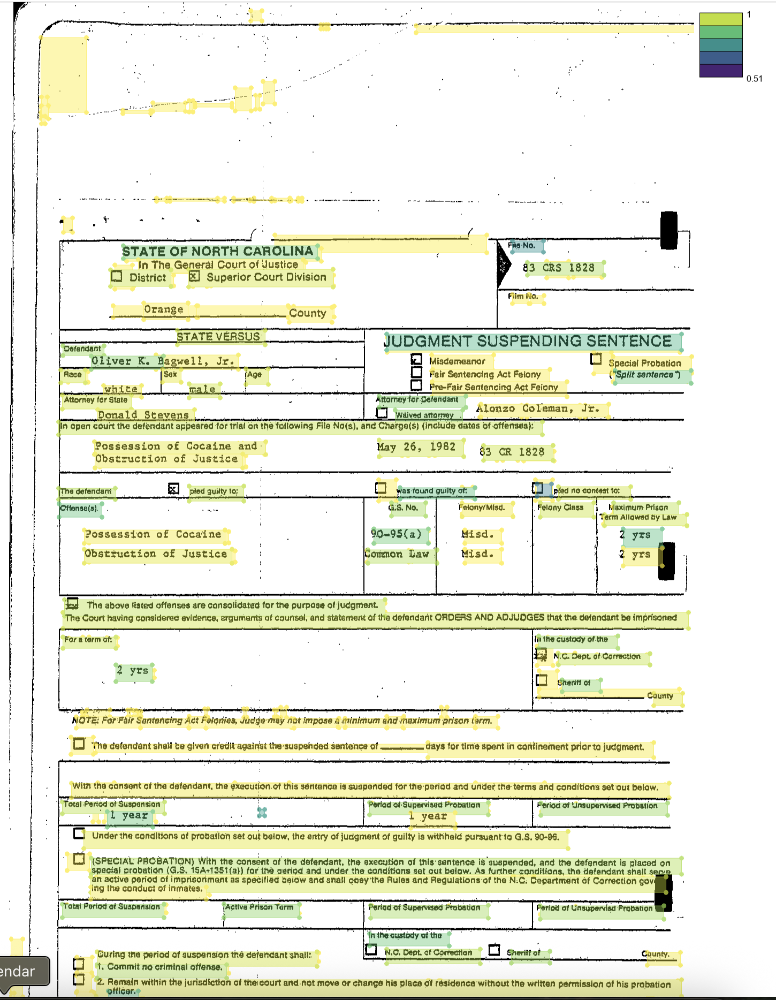 1
0.51
STATE OF NORTH CAROLINA
In The General Court of Justice
District x Superior Court Division
Orange County
File No.
83 CRS 1828
Film No.
STATE VERSUS
JUDGMENT SUSPENDING SENTENCE
Defendant
Oliver K. Bagwell, Jr.
Misdemeanor
Fair Sentencing Act Felony
Pre-Fair Sentencing Act Felony
Special Probation
("Split sentence")
Race Sex Age
white male
Attorney for State
Donald Stevens
Attorney for Defendant
Waived attorney
Alonzo Coleman, Jr.
In open court the defendant appeared for trial on the following File No(s), and Charge(s) (include dates of offenses):
Possession of Cocaine and May 26, 1982 83 CR 1828
Obstruction of Justice
The defendant x pled guilty to: was found guilty of: pled no contest to:
Offense(s). G.S. No. Felony/Misd. Felony Class Maximum Prison
Term Allowed by Law
Possession of Cocaine 90-95(a) Misd. 2 yrs
Obstruction of Justice Common Law Misd. 2 yrs
The above listed offenses are consolidated for the purpose of judgment.
The Court having considered evidence, arguments of counsel, and statement of the defendant ORDERS AND ADJUDGES that the defendant be imprisoned
For a term of:
2 yrs
in the custody of the
N.C. Dept. of Correction
Sheriff of
County
NOTE: For Fair Sentencing Act Felonies, Judge may not impose a minimum and maximum prison term.
The defendant shall be given credit against the suspended sentence of ________ days for time spent in confinement prior to judgment.
With the consent of the defendant, the execution of this sentence is suspended for the period and under the terms and conditions set out below.
Total Period of Suspension Period of Supervised Probation Period of Unsupervised Probation
1 year 1 year
Under the conditions of probation set out below, the entry of judgment of guilty is withheld pursuant to G.S. 90-96.
(SPECIAL PROBATION) With the consent of the defendant, the execution of this sentence is suspended, and the defendant is placed on
special probation (G.S. 15A-1351(a)) for the period and under the conditions set out below. As further conditions, the defendant shall serve
an active period of imprisonment as specified below and shall obey the Rules and Regulations of the N.C. Department of Correction gov
ing the conduct of inmates.
Total Period of Suspension Active Prison Term Period of Supervised Probation Period of Unsupervisd Probation
In the custody of the
N.C. Dept. of Correction Sheriff of County.
During the period of suspension the defendant shall:
1. Commit no criminal offense.
2. Remain within the jurisdiction of the court and not move or change his place of residence without the written permission of his probation
officer.
endar